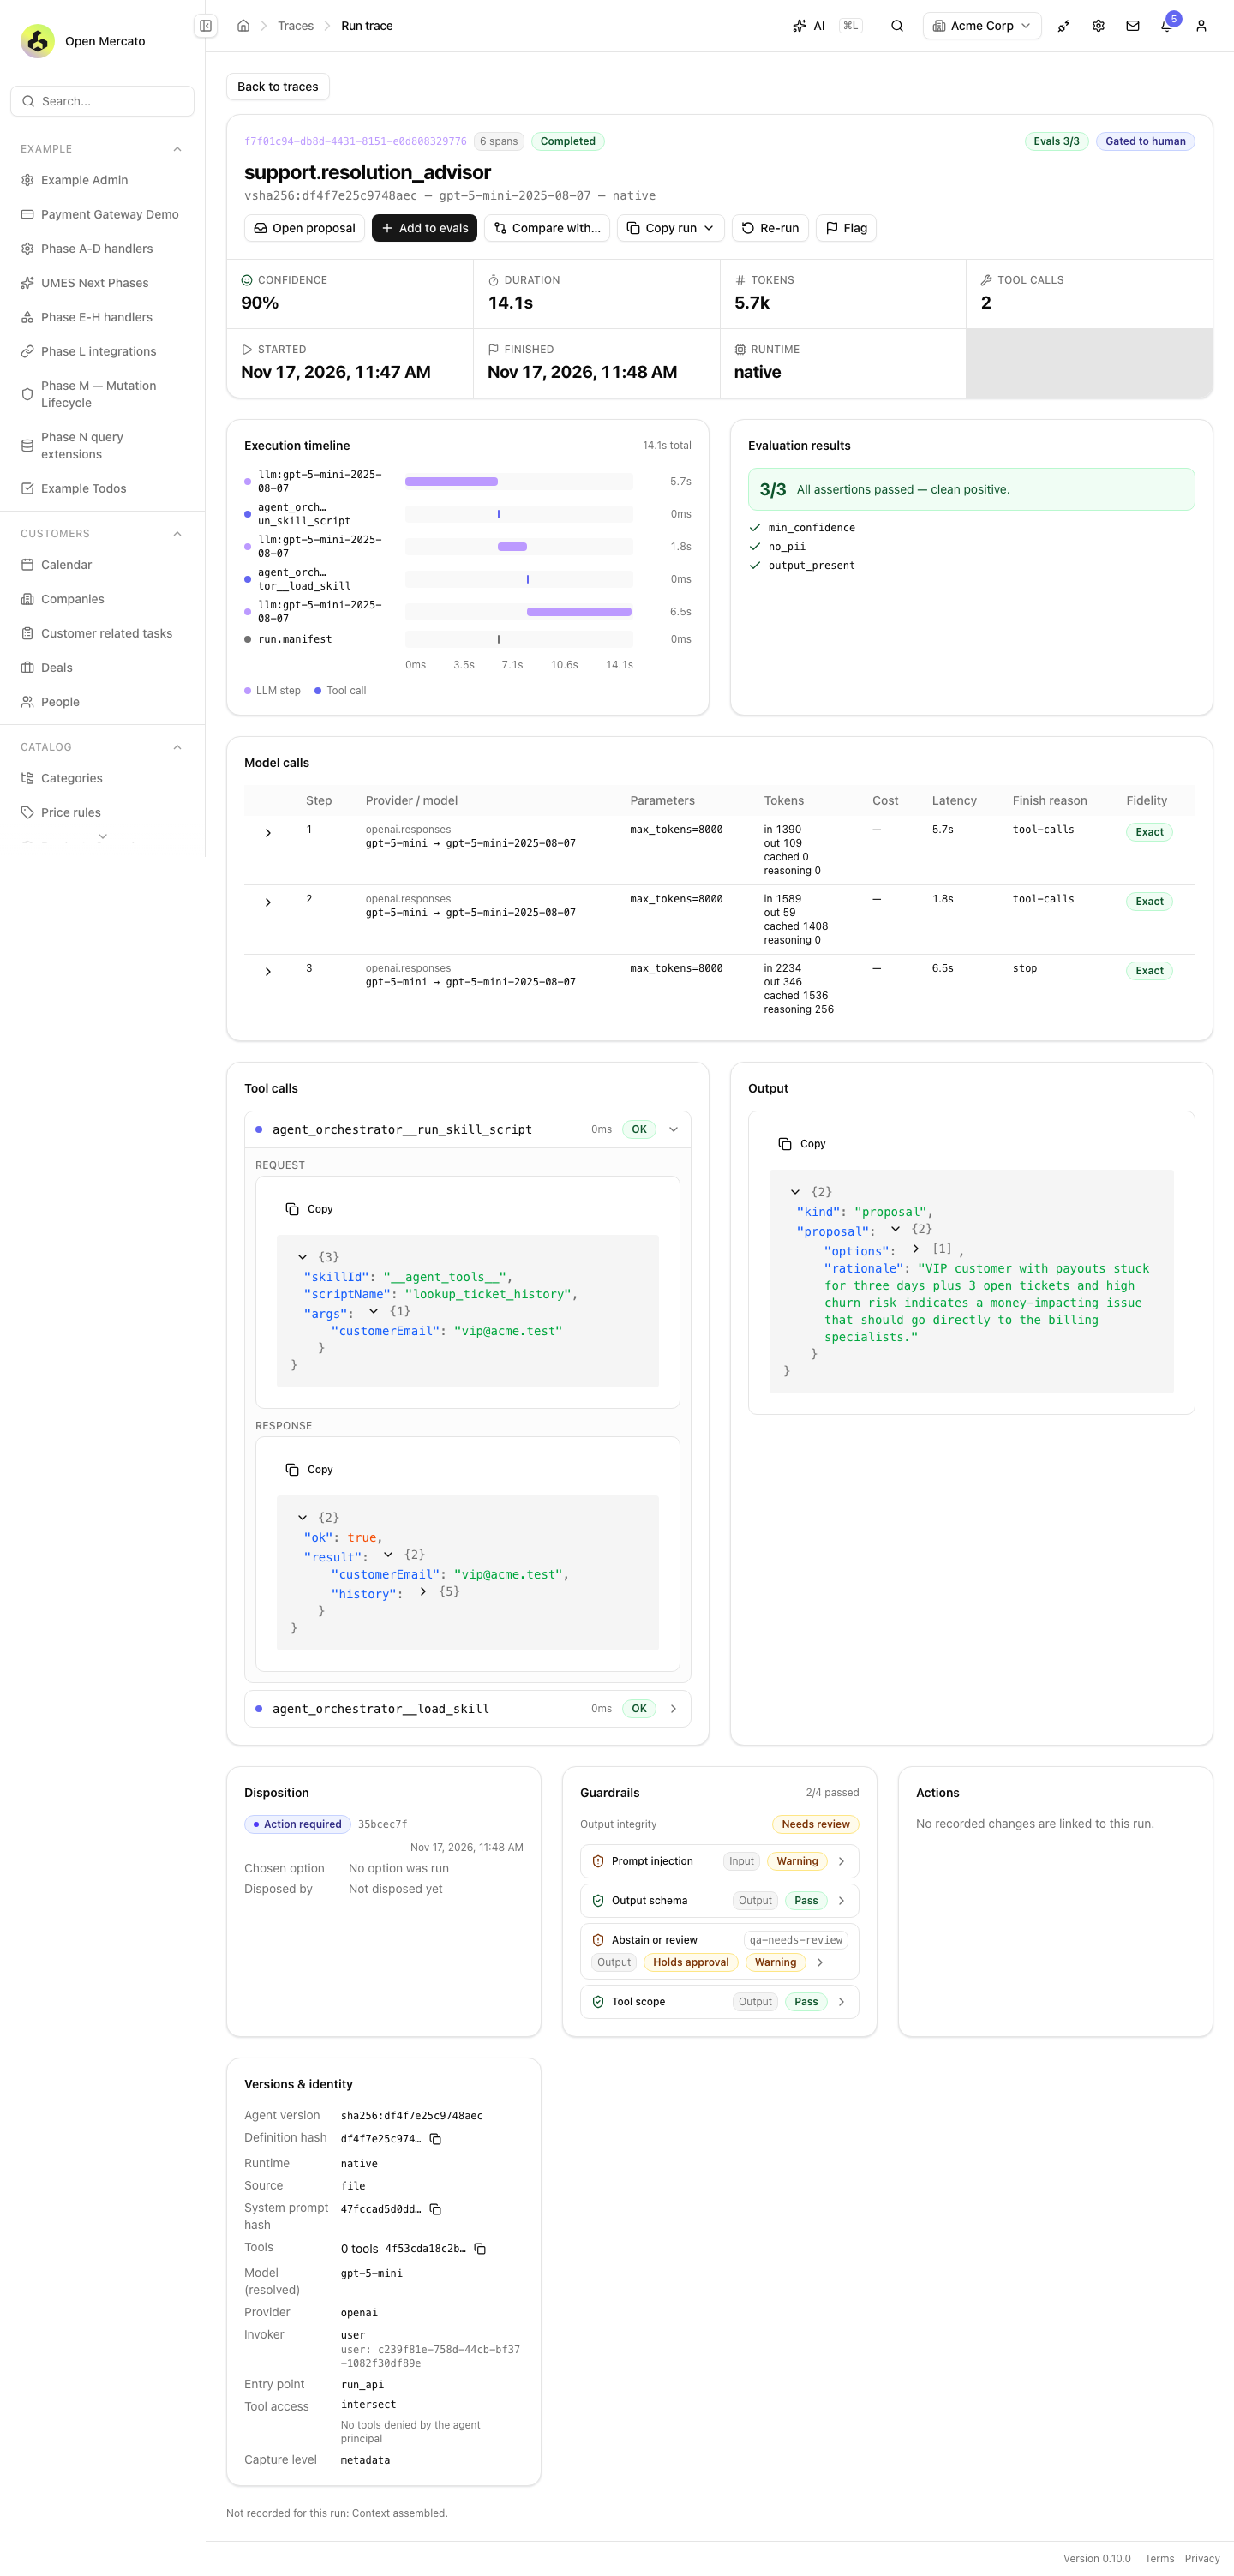 Open Mercato
Search...
EXAMPLE
Example Admin
Payment Gateway Demo
Phase A-D handlers
UMES Next Phases
Phase E-H handlers
Phase L integrations
Phase M — Mutation
Lifecycle
Phase N query
extensions
Example Todos
CUSTOMERS
Calendar
Companies
Customer related tasks
Deals
People
CATALOG
Categories
Price rules
Traces
Run trace
AI
⌘L
Acme Corp
5
Back to traces
f7f01c94-db8d-4431-8151-e0d808329776
6 spans
Completed
Evals 3/3
Gated to human
support.resolution_advisor
vsha256:df4f7e25c9748aec — gpt-5-mini-2025-08-07 — native
Open proposal
Add to evals
Compare with...
Copy run
Re-run
Flag
CONFIDENCE
90%
DURATION
14.1s
TOKENS
5.7k
TOOL CALLS
2
STARTED
Nov 17, 2026, 11:47 AM
FINISHED
Nov 17, 2026, 11:48 AM
RUNTIME
native
Execution timeline
14.1s total
llm:gpt-5-mini-2025-
08-07
5.7s
agent_orch…
un_skill_script
0ms
llm:gpt-5-mini-2025-
08-07
1.8s
agent_orch…
tor__load_skill
0ms
llm:gpt-5-mini-2025-
08-07
6.5s
run.manifest
0ms
0ms 3.5s 7.1s 10.6s 14.1s
LLM step
Tool call
Evaluation results
3/3 All assertions passed — clean positive.
min_confidence
no_pii
output_present
Model calls
Step Provider / model Parameters Tokens Cost Latency Finish reason Fidelity
1 openai.responses max_tokens=8000 in 1390 — 5.7s tool-calls Exact
gpt-5-mini → gpt-5-mini-2025-08-07 out 109
cached 0
reasoning 0
2 openai.responses max_tokens=8000 in 1589 — 1.8s tool-calls Exact
gpt-5-mini → gpt-5-mini-2025-08-07 out 59
cached 1408
reasoning 0
3 openai.responses max_tokens=8000 in 2234 — 6.5s stop Exact
gpt-5-mini → gpt-5-mini-2025-08-07 out 346
cached 1536
reasoning 256
Tool calls
agent_orchestrator__run_skill_script
0ms
OK
REQUEST
Copy
{3}
"skillId": "__agent_tools__",
"scriptName": "lookup_ticket_history",
"args": {1}
"customerEmail": "vip@acme.test"
}
}
RESPONSE
Copy
{2}
"ok": true,
"result": {2}
"customerEmail": "vip@acme.test",
"history": {5}
}
}
agent_orchestrator__load_skill
0ms
OK
Output
Copy
{2}
"kind": "proposal",
"proposal": {2}
"options": [1] ,
"rationale": "VIP customer with payouts stuck
for three days plus 3 open tickets and high
churn risk indicates a money-impacting issue
that should go directly to the billing
specialists."
}
}
Disposition
Action required
35bcec7f
Nov 17, 2026, 11:48 AM
Chosen option No option was run
Disposed by Not disposed yet
Guardrails
2/4 passed
Output integrity
Needs review
Prompt injection
Input
Warning
Output schema
Output
Pass
Abstain or review
qa-needs-review
Output
Holds approval
Warning
Tool scope
Output
Pass
Actions
No recorded changes are linked to this run.
Versions & identity
Agent version sha256:df4f7e25c9748aec
Definition hash df4f7e25c974…
Runtime native
Source file
System prompt 47fccad5d0dd…
hash
Tools 0 tools 4f53cda18c2b…
Model gpt-5-mini
(resolved)
Provider openai
Invoker user
user: c239f81e-758d-44cb-bf37
-1082f30df89e
Entry point run_api
Tool access intersect
No tools denied by the agent
principal
Capture level metadata
Not recorded for this run: Context assembled.
Version 0.10.0
Terms
Privacy